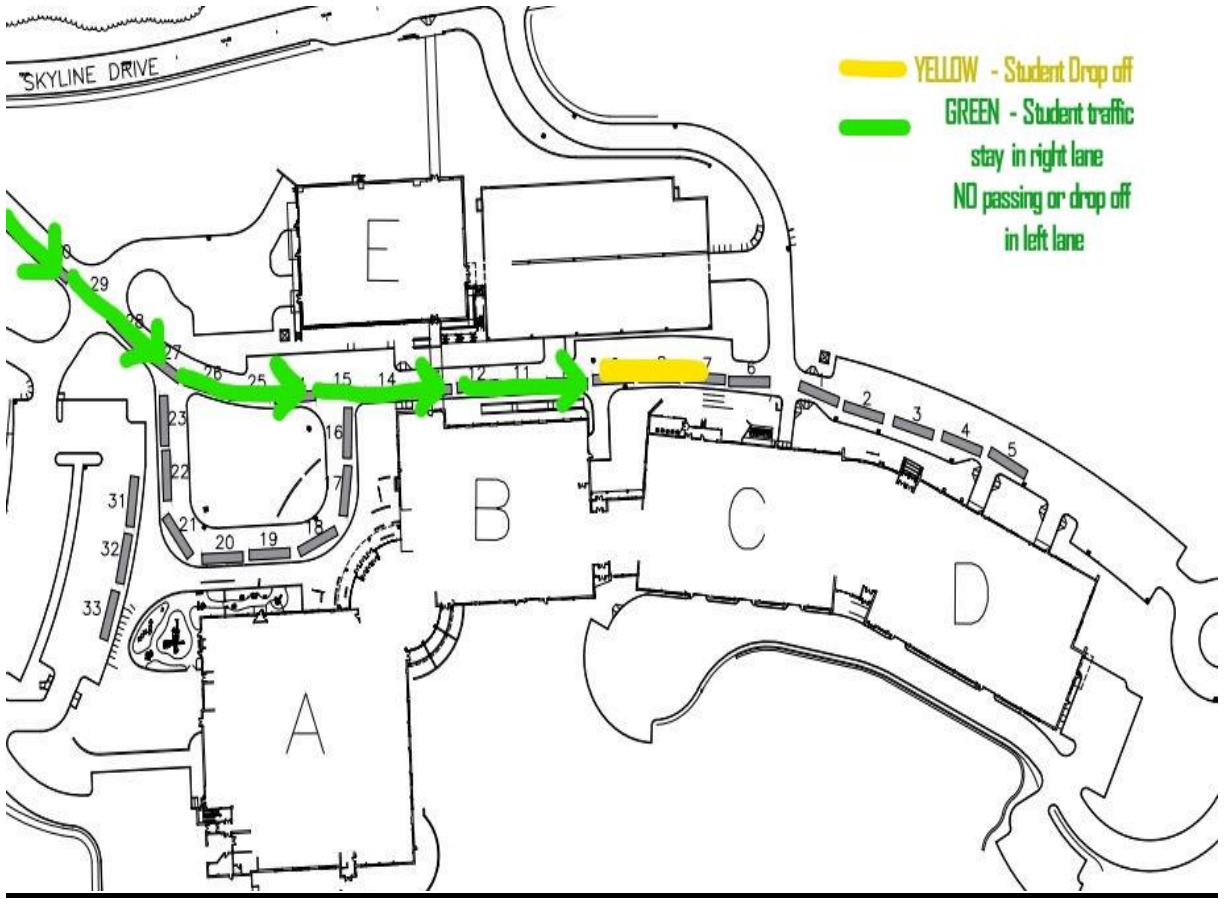 SKYLINE DRIVE
YELLOW - Student Drop off
GREEN - Student traffic
stay in right lane
NO passing or drop off
in left lane
E
29
28
27
26
25
15
14
12
11
7
6
1
2
3
4
5
23
22
21
20
19
18
17
16
31
32
33
A
B
C
D